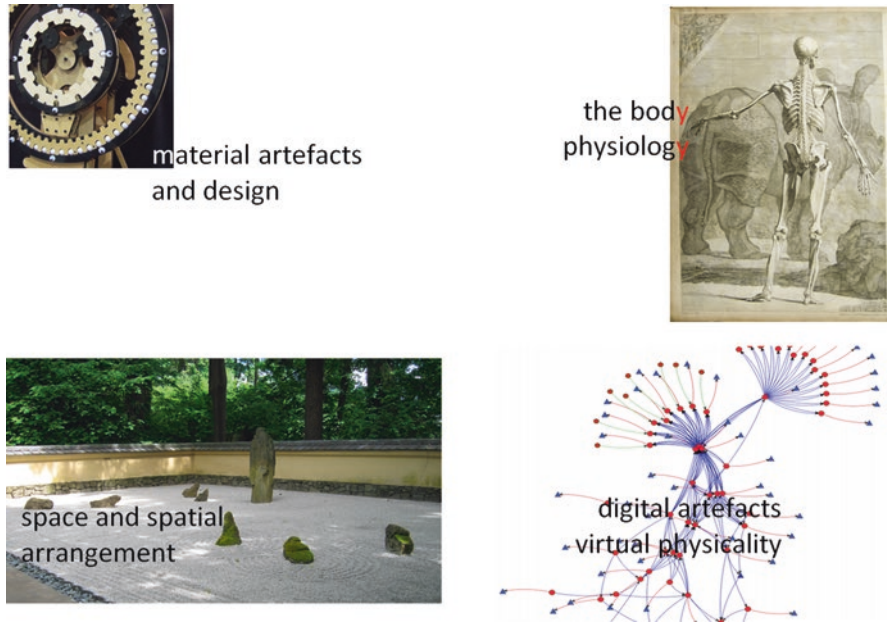 material artefacts
and design
the body
physiology
space and spatial
arrangement
digital artefacts
virtual physicality